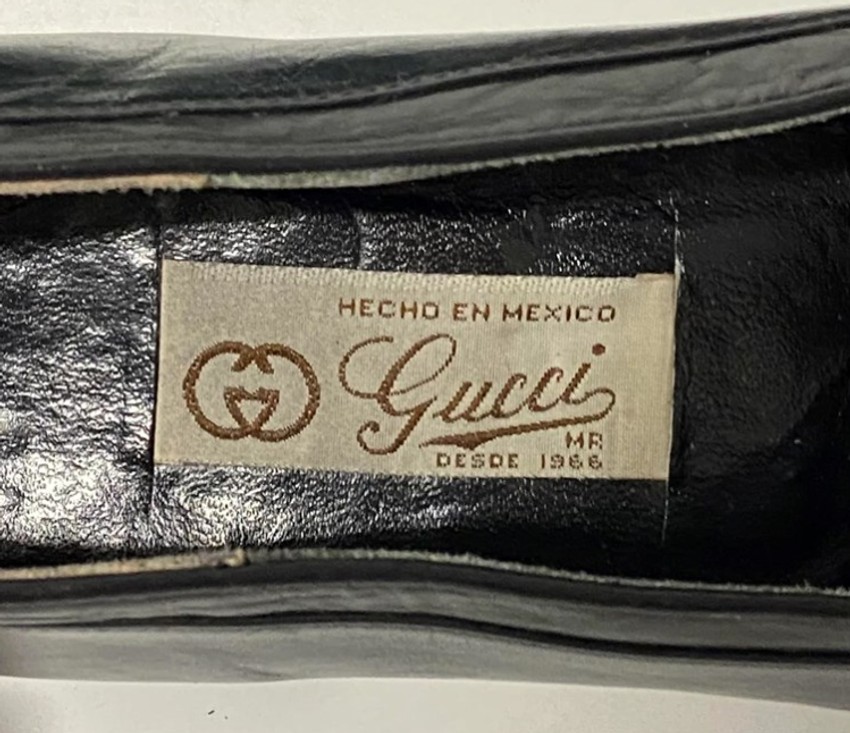 HECHO EN MEXICO
Gucci
MR
DESDE 1966